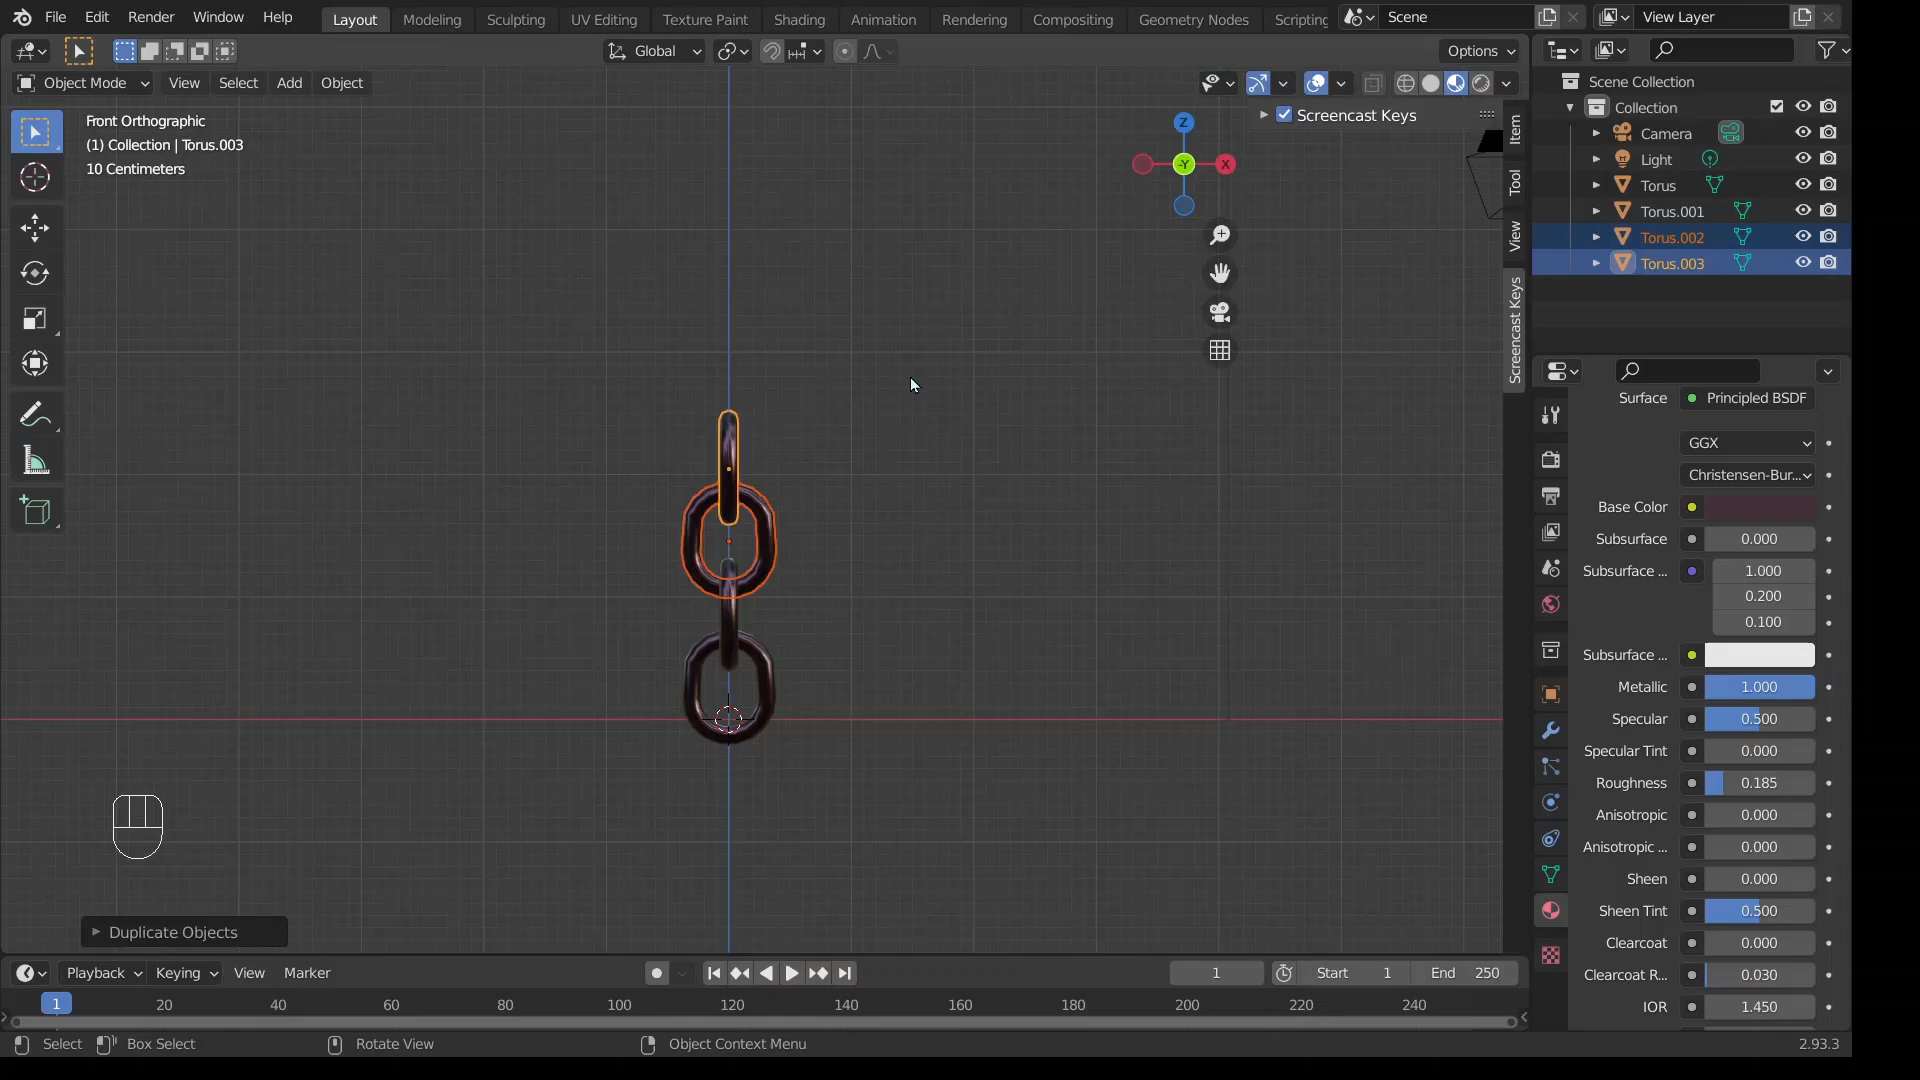 File Edit Render Window Help Layout Modeling Sculpting UV Editing Texture Paint Shading Animation Rendering Compositing Geometry Nodes Scripting Scene View Layer
Global Options
Object Mode View Select Add Object
Front Orthographic
(1) Collection | Torus.003
10 Centimeters
Screencast Keys
Z
-Y
X
Item
Tool
View
Screencast Keys
Scene Collection
Collection
Camera
Light
Torus
Torus.001
Torus.002
Torus.003
Surface Principled BSDF
GGX
Christensen-Bur...
Base Color
Subsurface 0.000
Subsurface ... 1.000
0.200
0.100
Subsurface ...
Metallic 1.000
Specular 0.500
Specular Tint 0.000
Roughness 0.185
Anisotropic 0.000
Anisotropic ... 0.000
Sheen 0.000
Sheen Tint 0.500
Clearcoat 0.000
Clearcoat R... 0.030
IOR 1.450
Duplicate Objects
Playback Keying View Marker 1 Start 1 End 250
1 20 40 60 80 100 120 140 160 180 200 220 240
Select Box Select Rotate View Object Context Menu 2.93.3